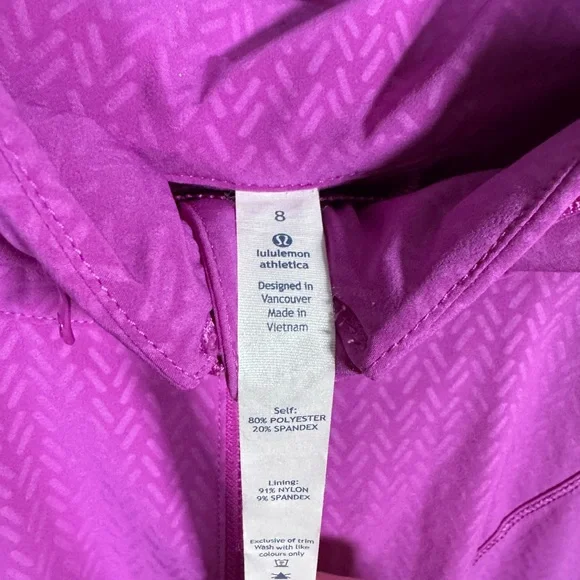 8
lululemon
athletica
Designed in
Vancouver
Made in
Vietnam
Self:
80% POLYESTER
20% SPANDEX
Lining:
91% NYLON
9% SPANDEX
Exclusive of trim
Wash with like
colours only